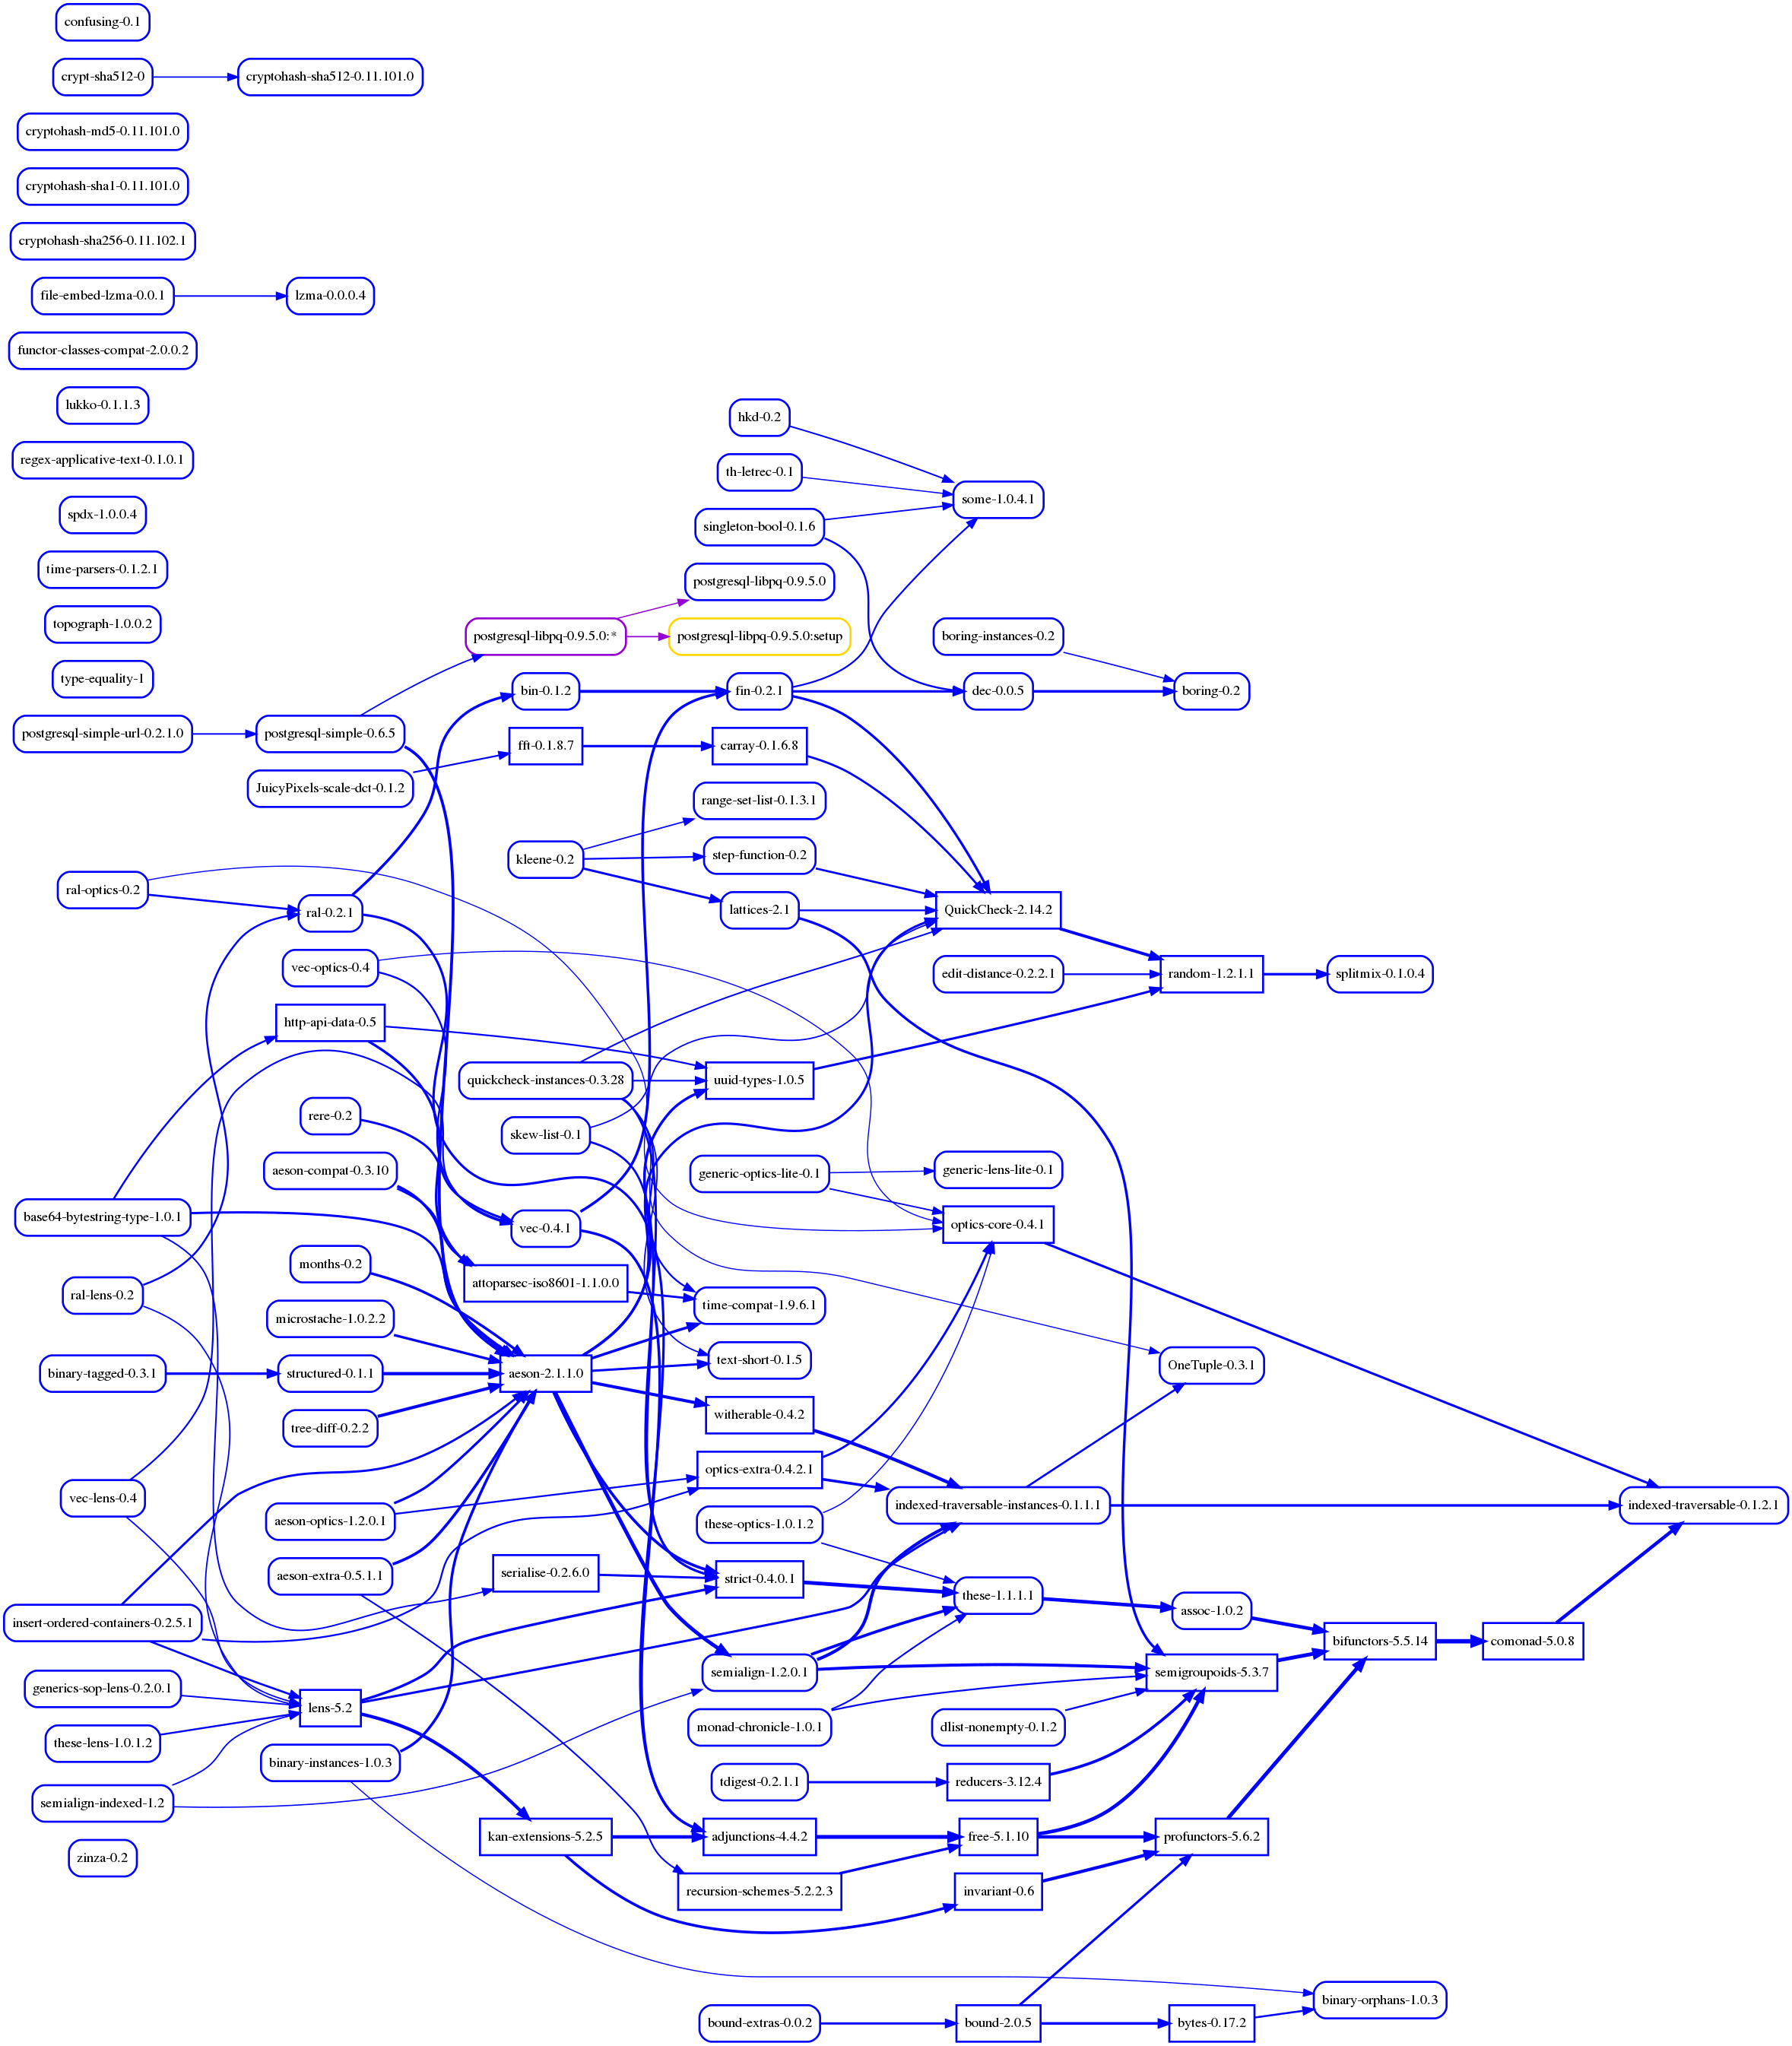 confusing-0.1
crypt-sha512-0
cryptohash-sha512-0.11.101.0
cryptohash-md5-0.11.101.0
cryptohash-sha1-0.11.101.0
cryptohash-sha256-0.11.102.1
file-embed-lzma-0.0.1
lzma-0.0.0.4
functor-classes-compat-2.0.0.2
lukko-0.1.1.3
hkd-0.2
regex-applicative-text-0.1.0.1
th-letrec-0.1
some-1.0.4.1
spdx-1.0.0.4
singleton-bool-0.1.6
time-parsers-0.1.2.1
postgresql-libpq-0.9.5.0
topograph-1.0.0.2
postgresql-libpq-0.9.5.0:*
postgresql-libpq-0.9.5.0:setup
boring-instances-0.2
type-equality-1
bin-0.1.2
fin-0.2.1
dec-0.0.5
boring-0.2
postgresql-simple-url-0.2.1.0
postgresql-simple-0.6.5
fft-0.1.8.7
carray-0.1.6.8
JuicyPixels-scale-dct-0.1.2
range-set-list-0.1.3.1
kleene-0.2
step-function-0.2
ral-optics-0.2
ral-0.2.1
lattices-2.1
QuickCheck-2.14.2
vec-optics-0.4
edit-distance-0.2.2.1
random-1.2.1.1
splitmix-0.1.0.4
http-api-data-0.5
quickcheck-instances-0.3.28
uuid-types-1.0.5
rere-0.2
skew-list-0.1
aeson-compat-0.3.10
generic-optics-lite-0.1
generic-lens-lite-0.1
base64-bytestring-type-1.0.1
vec-0.4.1
optics-core-0.4.1
months-0.2
attoparsec-iso8601-1.1.0.0
ral-lens-0.2
time-compat-1.9.6.1
microstache-1.0.2.2
text-short-0.1.5
OneTuple-0.3.1
binary-tagged-0.3.1
structured-0.1.1
aeson-2.1.1.0
witherable-0.4.2
tree-diff-0.2.2
optics-extra-0.4.2.1
vec-lens-0.4
indexed-traversable-instances-0.1.1.1
indexed-traversable-0.1.2.1
aeson-optics-1.2.0.1
these-optics-1.0.1.2
aeson-extra-0.5.1.1
serialise-0.2.6.0
strict-0.4.0.1
these-1.1.1.1
assoc-1.0.2
insert-ordered-containers-0.2.5.1
bifunctors-5.5.14
comonad-5.0.8
semialign-1.2.0.1
semigroupoids-5.3.7
generics-sop-lens-0.2.0.1
lens-5.2
monad-chronicle-1.0.1
dlist-nonempty-0.1.2
these-lens-1.0.1.2
binary-instances-1.0.3
tdigest-0.2.1.1
reducers-3.12.4
semialign-indexed-1.2
kan-extensions-5.2.5
adjunctions-4.4.2
free-5.1.10
profunctors-5.6.2
zinza-0.2
recursion-schemes-5.2.2.3
invariant-0.6
binary-orphans-1.0.3
bound-extras-0.0.2
bound-2.0.5
bytes-0.17.2